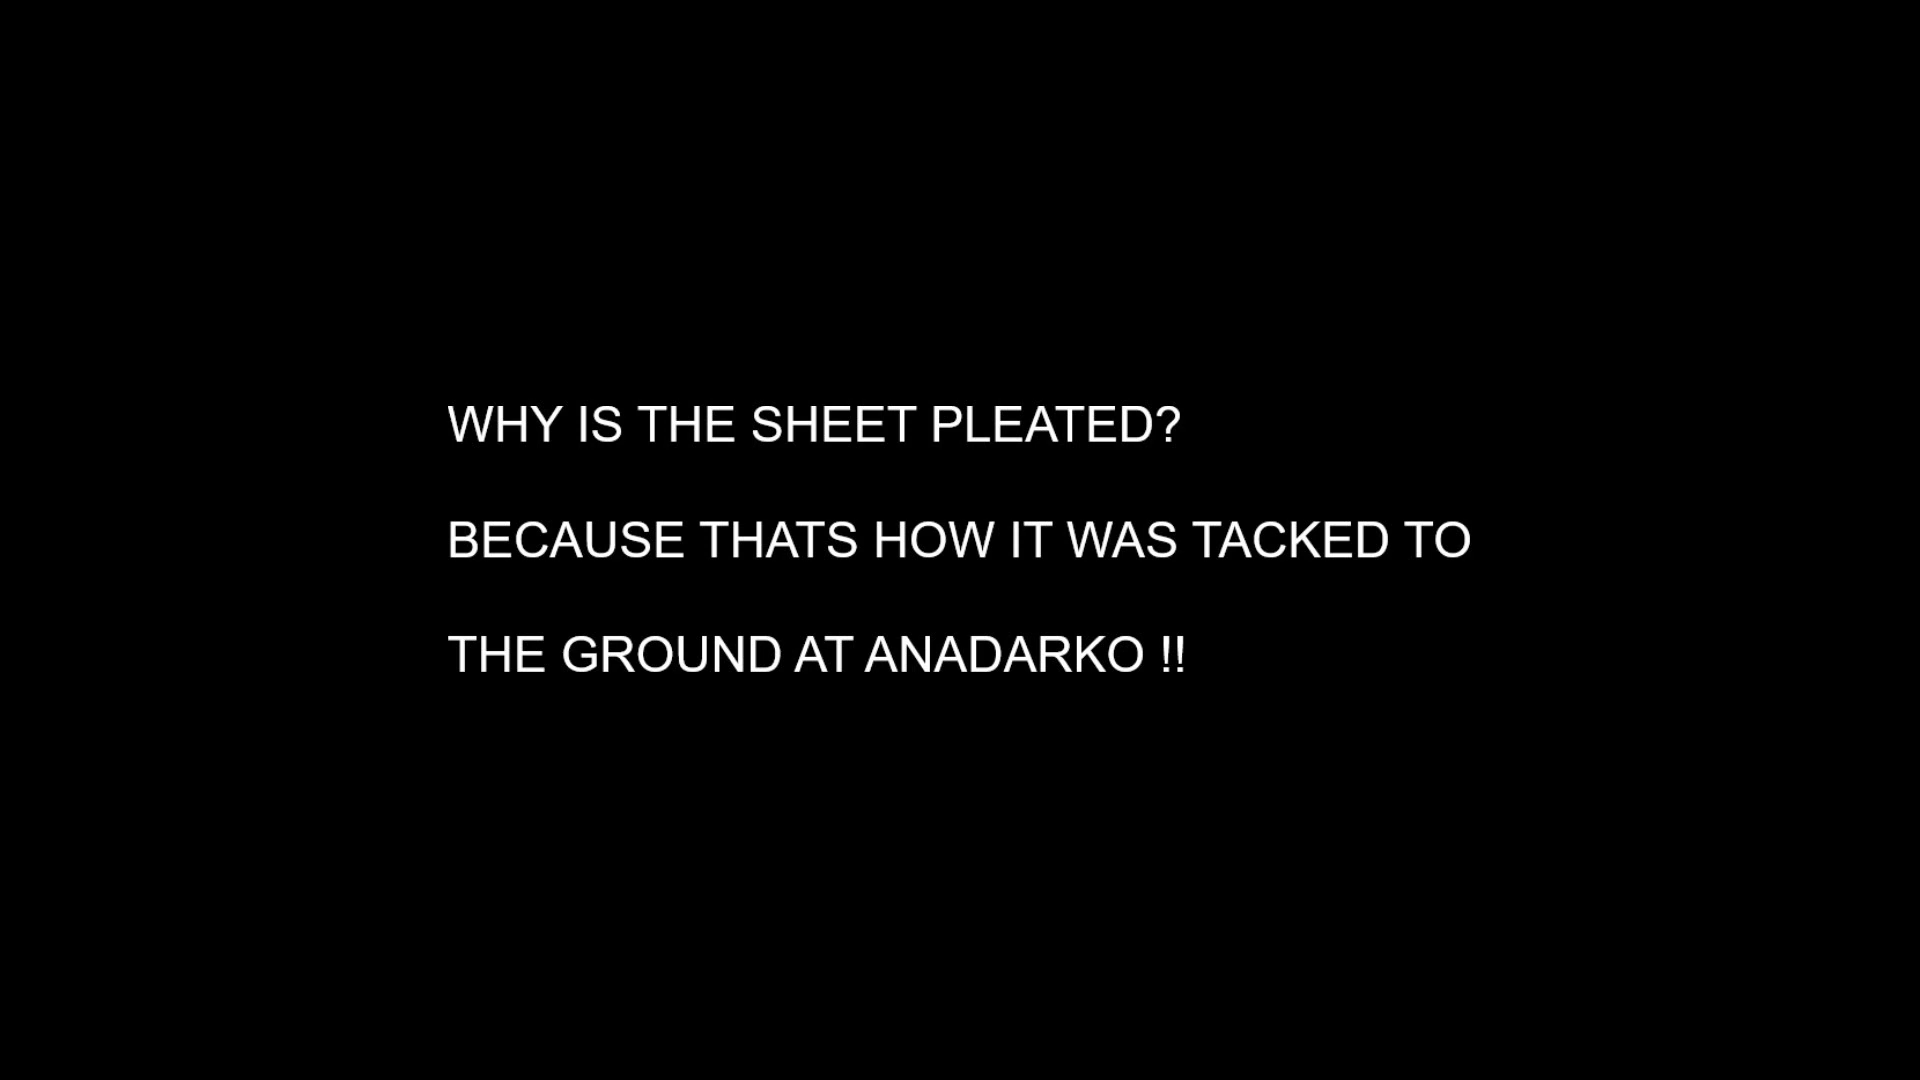 WHY IS THE SHEET PLEATED?
BECAUSE THATS HOW IT WAS TACKED TO
THE GROUND AT ANADARKO !!